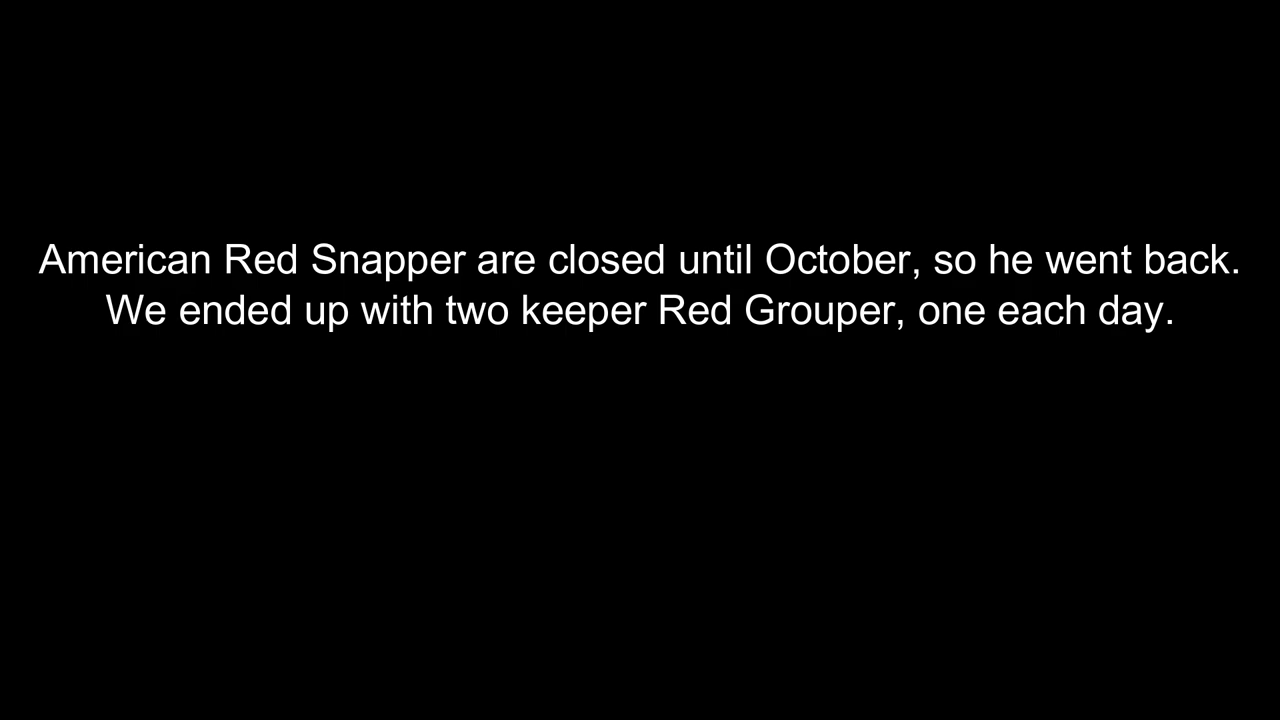 American Red Snapper are closed until October, so he went back.
We ended up with two keeper Red Grouper, one each day.